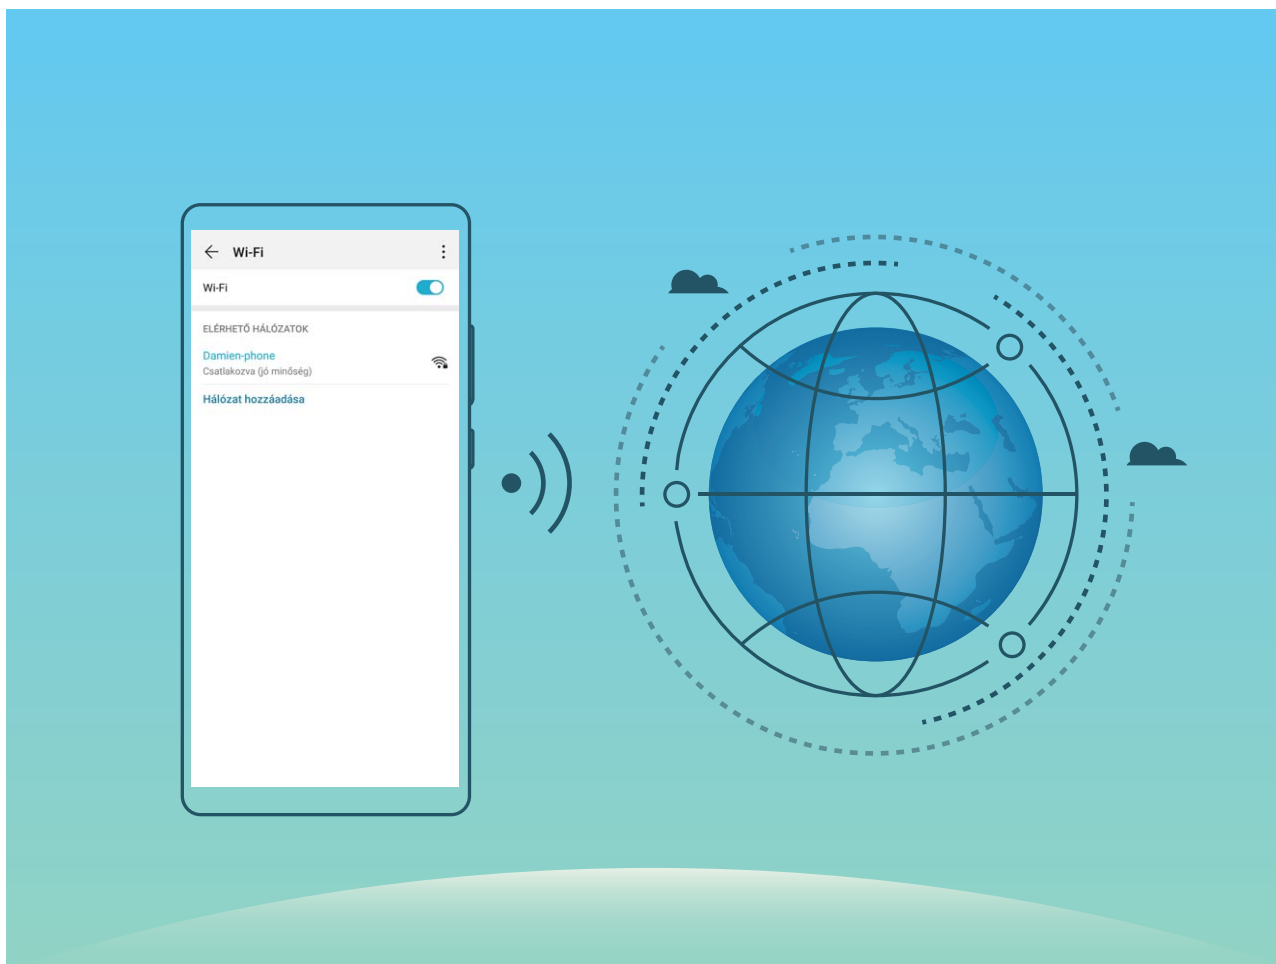 Wi-Fi
Wi-Fi
ELÉRHETŐ HÁLÓZATOK
Damien-phone
Csatlakozva (jó minőség)
Hálózat hozzáadása